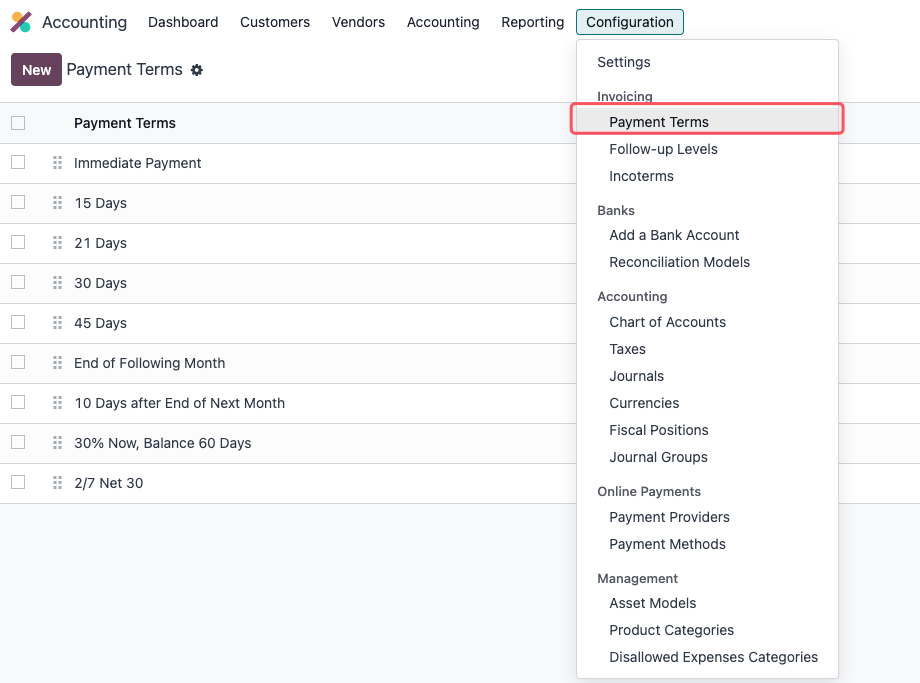 Accounting Dashboard Customers Vendors Accounting Reporting Configuration
New Payment Terms
Payment Terms
Immediate Payment
15 Days
21 Days
30 Days
45 Days
End of Following Month
10 Days after End of Next Month
30% Now, Balance 60 Days
2/7 Net 30
Settings
Invoicing
Payment Terms
Follow-up Levels
Incoterms
Banks
Add a Bank Account
Reconciliation Models
Accounting
Chart of Accounts
Taxes
Journals
Currencies
Fiscal Positions
Journal Groups
Online Payments
Payment Providers
Payment Methods
Management
Asset Models
Product Categories
Disallowed Expenses Categories